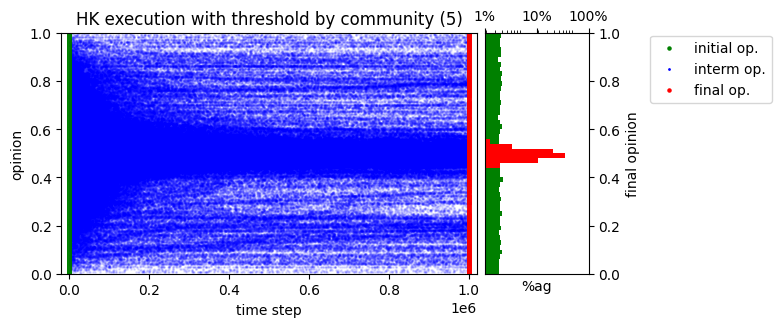 HK execution with threshold by community (5)
1% 10% 100%
initial op.
interm op.
final op.
1.0
0.8
0.6
0.4
0.2
0.0
opinion
1.0
0.8
0.6
0.4
0.2
0.0
final opinion
0.0 0.2 0.4 0.6 0.8 1.0
1e6
time step
%ag